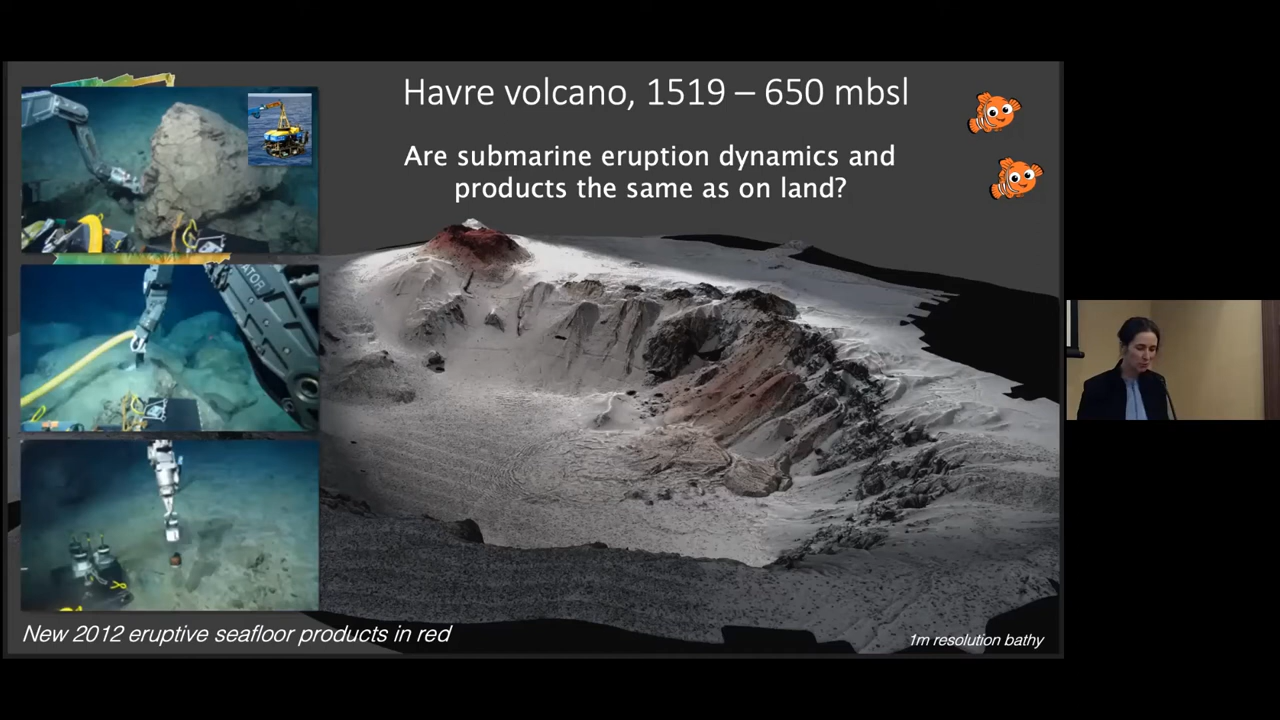 Havre volcano, 1519 – 650 mbsl
Are submarine eruption dynamics and
products the same as on land?
ATOR
New 2012 eruptive seafloor products in red
1m resolution bathy